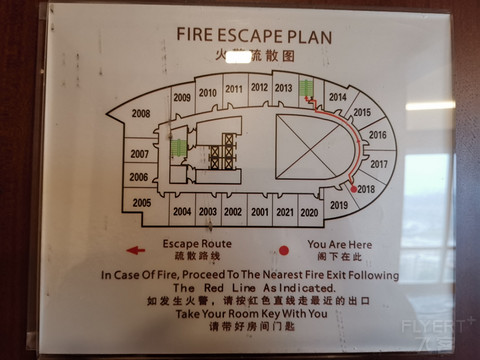 FIRE ESCAPE PLAN
火警疏散图
2008
2009
2010
2011
2012
2013
2014
2015
2016
2017
2018
2019
2020
2021
2001
2002
2003
2004
2005
2006
2007
Escape Route
疏散路线
You Are Here
阁下在此
In Case Of Fire, Proceed To The Nearest Fire Exit Following
The Red Line AsIndicated.
如发生火警，请按红色直线走最近的出口
Take Your Room Key With You
请带好房间门匙
FLYERT